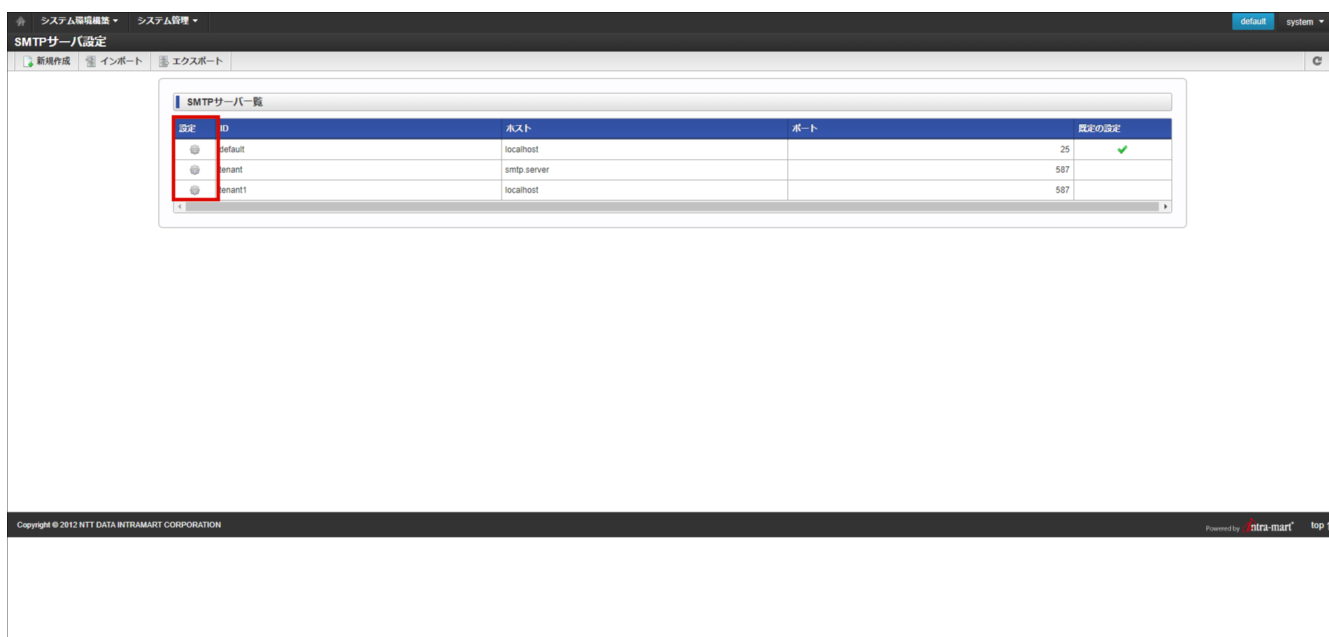 システム環境構築 ▼ システム管理 ▼ default system ▼
SMTPサーバ設定
新規作成 インポート エクスポート
SMTPサーバ一覧
設定 ID ホスト ポート 既定の設定
default localhost 25
tenant smtp.server 587
tenant1 localhost 587
Copyright © 2012 NTT DATA INTRAMART CORPORATION Powered by intra-mart top ↑